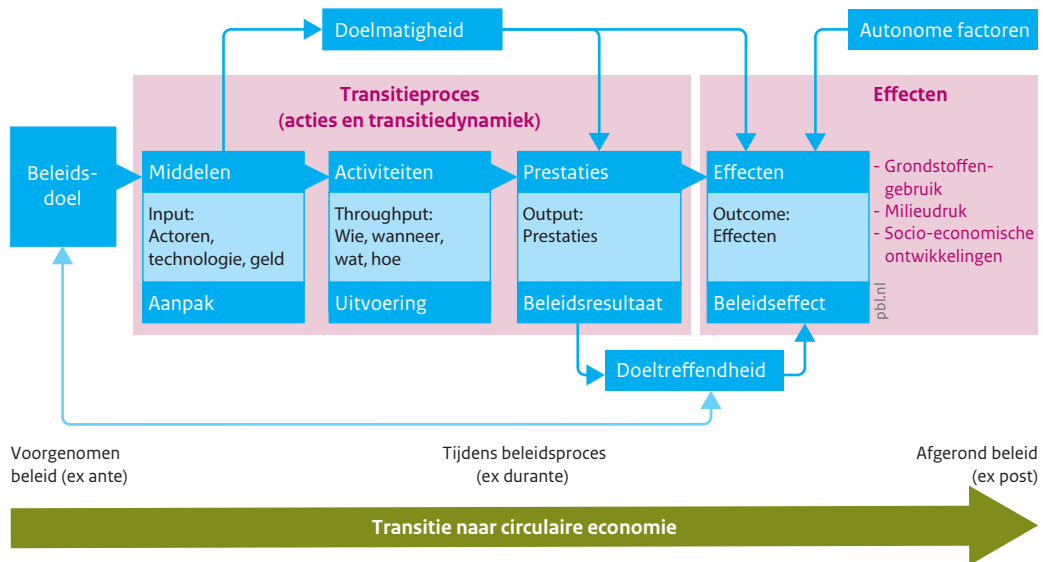 Doelmatigheid
Autonome factoren
Transitieproces
(acties en transitiedynamiek)
Effecten
Beleids-
doel
Middelen
Input:
Actoren,
technologie, geld
Aanpak
Activiteiten
Throughput:
Wie, wanneer,
wat, hoe
Uitvoering
Prestaties
Output:
Prestaties
Beleidsresultaat
Effecten
Outcome:
Effecten
Beleidseffect
- Grondstoffen-
gebruik
- Milieudruk
- Socio-economische
ontwikkelingen
pbl.nl
Doeltreffendheid
Voorgenomen
beleid (ex ante)
Tijdens beleidsproces
(ex durante)
Afgerond beleid
(ex post)
Transitie naar circulaire economie